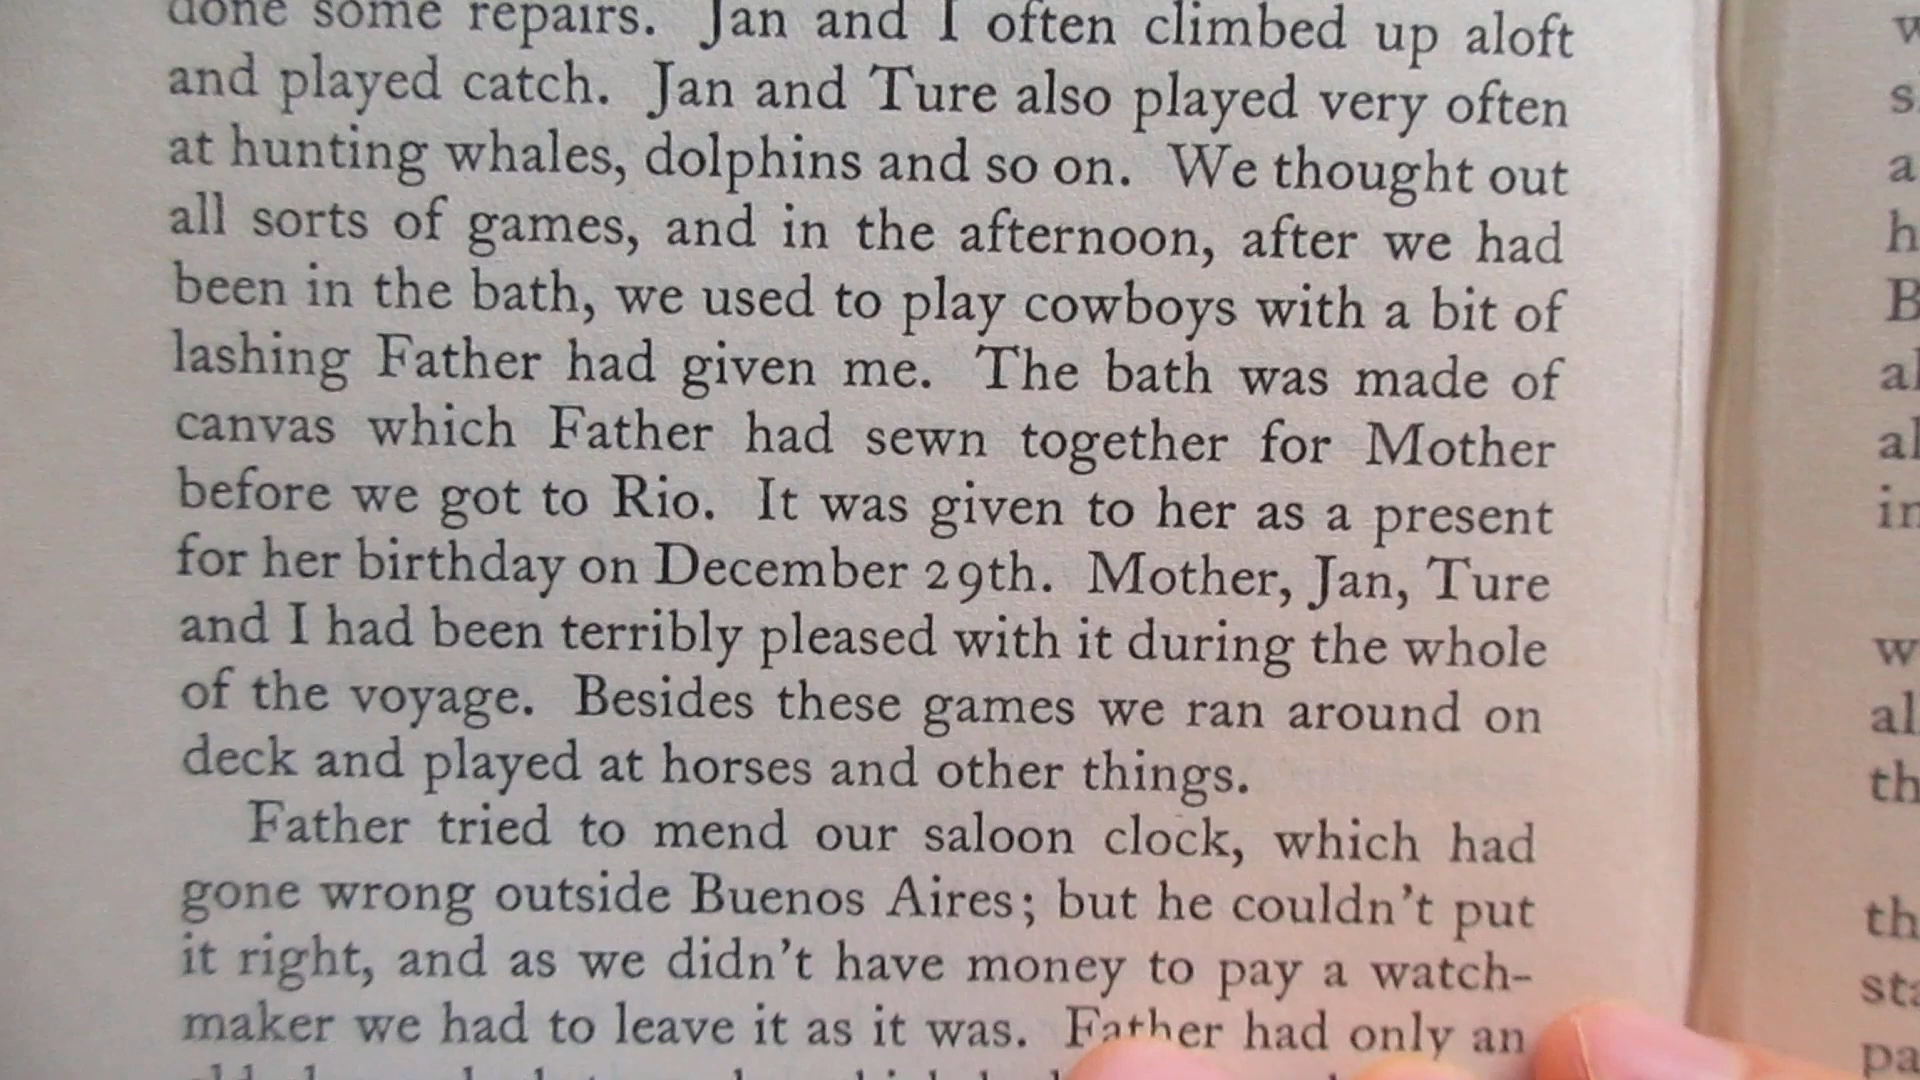 done some repairs. Jan and I often climbed up aloft
and played catch. Jan and Ture also played very often
at hunting whales, dolphins and so on. We thought out
all sorts of games, and in the afternoon, after we had
been in the bath, we used to play cowboys with a bit of
lashing Father had given me. The bath was made of
canvas which Father had sewn together for Mother
before we got to Rio. It was given to her as a present
for her birthday on December 29th. Mother, Jan, Ture
and I had been terribly pleased with it during the whole
of the voyage. Besides these games we ran around on
deck and played at horses and other things.
Father tried to mend our saloon clock, which had
gone wrong outside Buenos Aires; but he couldn't put
it right, and as we didn't have money to pay a watch-
maker we had to leave it as it was. Father had only an